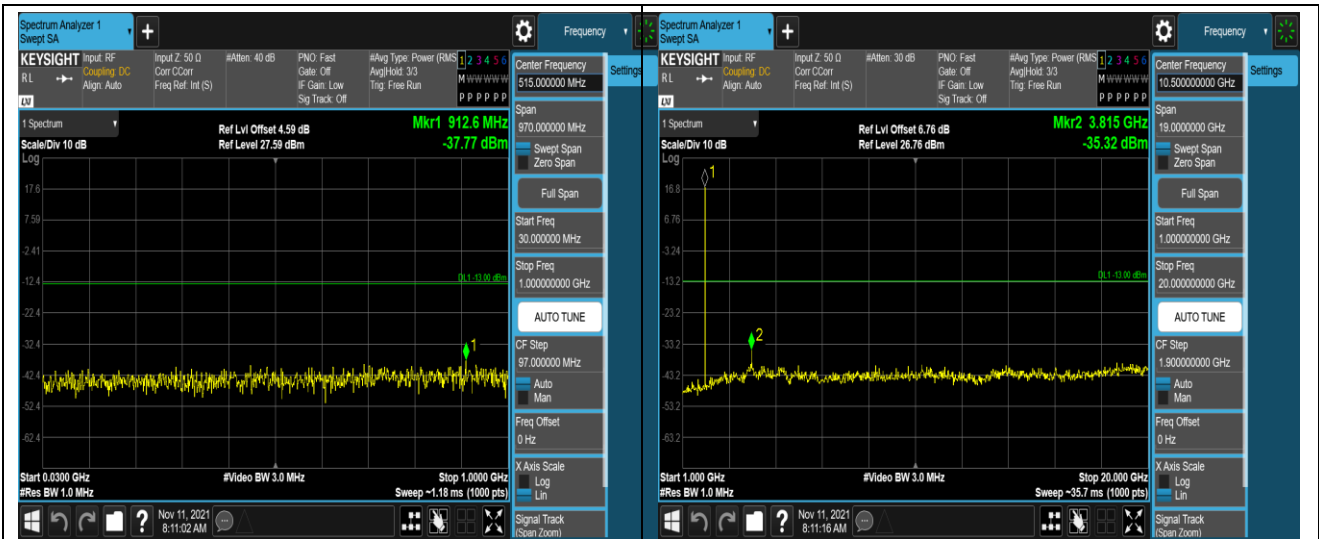 Spectrum Analyzer 1
Swept SA
+
Frequency
KEYSIGHT Input: RF Input Z: 50 Ω #Atten: 40 dB PNO: Fast #Avg Type: Power (RMS 1 2 3 4 5 6
RL Coupling: DC Corr CCorr Gate: Off Avg|Hold: 3/3 M W W W W W
Align: Auto Freq Ref: Int (S) IF Gain: Low Trig: Free Run
LXI Sig Track: Off P P P P P P
1 Spectrum Ref Lvl Offset 4.59 dB Mkr1 912.6 MHz
Scale/Div 10 dB Ref Level 27.59 dBm -37.77 dBm
Log
17.6
7.59
-2.41
-12.4
DL1 -13.00 dBm
-22.4
-32.4
1
-42.4
-52.4
-62.4
Start 0.0300 GHz #Video BW 3.0 MHz Stop 1.0000 GHz
#Res BW 1.0 MHz Sweep ~1.18 ms (1000 pts)
Nov 11, 2021
8:11:02 AM
?
Center Frequency
515.000000 MHz
Settings
Span
970.000000 MHz
Swept Span
Zero Span
Full Span
Start Freq
30.000000 MHz
Stop Freq
1.000000000 GHz
AUTO TUNE
CF Step
97.000000 MHz
Auto
Man
Freq Offset
0 Hz
X Axis Scale
Log
Lin
Signal Track
(Span Zoom)
Spectrum Analyzer 1
Swept SA
+
Frequency
KEYSIGHT Input: RF Input Z: 50 Ω #Atten: 30 dB PNO: Fast #Avg Type: Power (RMS 1 2 3 4 5 6
RL Coupling: DC Corr CCorr Gate: Off Avg|Hold: 3/3 M W W W W W
Align: Auto Freq Ref: Int (S) IF Gain: Low Trig: Free Run
LXI Sig Track: Off P P P P P P
1 Spectrum Ref Lvl Offset 6.76 dB Mkr2 3.815 GHz
Scale/Div 10 dB Ref Level 26.76 dBm -35.32 dBm
Log
1
16.8
6.76
-3.24
DL1 -13.00 dBm
-13.2
-23.2
-33.2
2
-43.2
-53.2
-63.2
Start 1.000 GHz #Video BW 3.0 MHz Stop 20.000 GHz
#Res BW 1.0 MHz Sweep ~35.7 ms (1000 pts)
Nov 11, 2021
8:11:16 AM
?
Center Frequency
10.500000000 GHz
Settings
Span
19.0000000 GHz
Swept Span
Zero Span
Full Span
Start Freq
1.000000000 GHz
Stop Freq
20.000000000 GHz
AUTO TUNE
CF Step
1.900000000 GHz
Auto
Man
Freq Offset
0 Hz
X Axis Scale
Log
Lin
Signal Track
(Span Zoom)